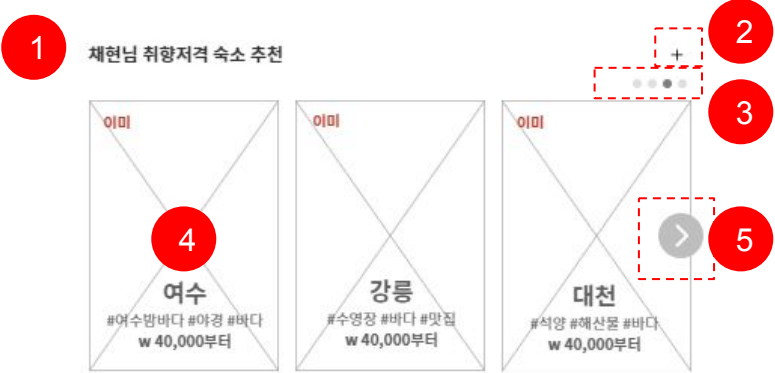 1
채현님 취향저격 숙소 추천
+
2
3
이미
이미
이미
4
5
여수
#여수밤바다 #야경 #바다
₩ 40,000부터
강릉
#수영장 #바다 #맛집
₩ 40,000부터
대천
#석양 #해산물 #바다
₩ 40,000부터